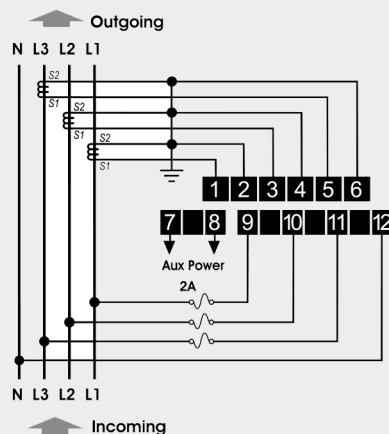 Outgoing
N L3 L2 L1
S2
S1
S2
S1
S2
S1
1 2 3 4 5 6
7 8 9 10 11 12
Aux Power
2A
N L3 L2 L1
Incoming